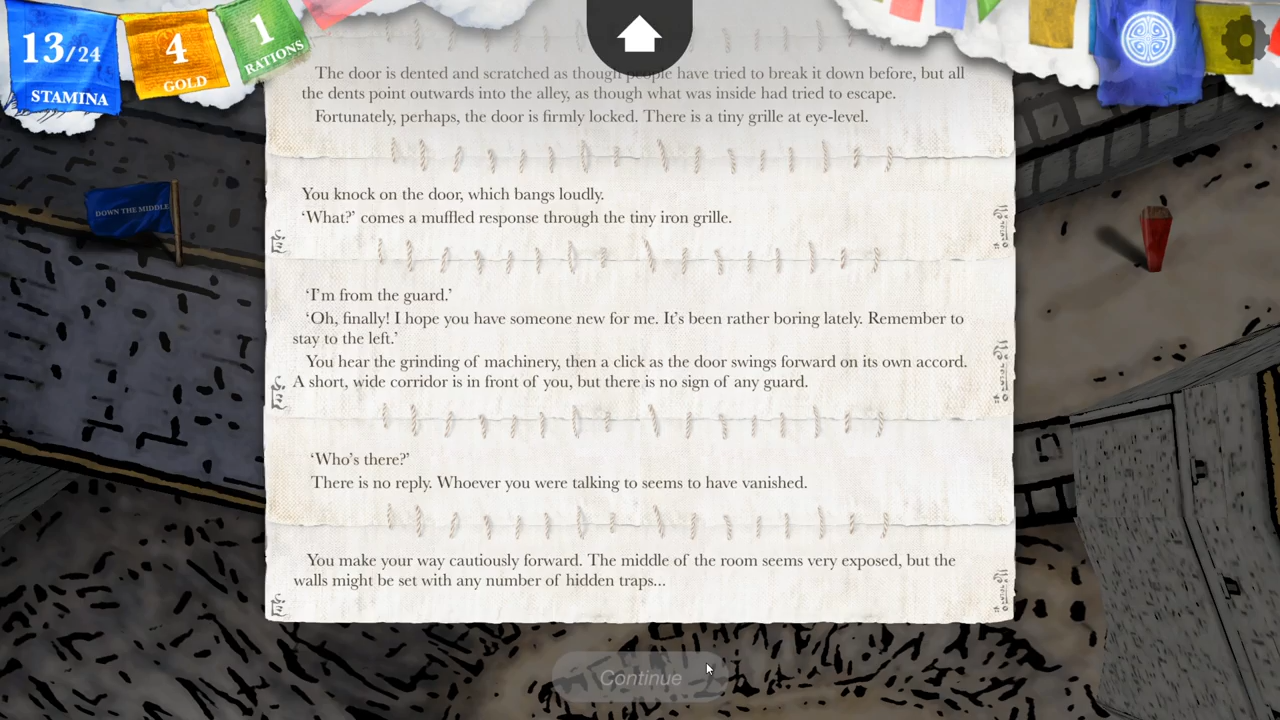 13/24
STAMINA
4
GOLD
1
RATIONS
The door is dented and scratched as though people have tried to break it down before, but all
the dents point outwards into the alley, as though what was inside had tried to escape.
Fortunately, perhaps, the door is firmly locked. There is a tiny grille at eye-level.
You knock on the door, which bangs loudly.
‘What?’ comes a muffled response through the tiny iron grille.
DOWN THE MIDDLE
‘I’m from the guard.’
‘Oh, finally! I hope you have someone new for me. It’s been rather boring lately. Remember to
stay to the left.’
You hear the grinding of machinery, then a click as the door swings forward on its own accord.
A short, wide corridor is in front of you, but there is no sign of any guard.
‘Who’s there?’
There is no reply. Whoever you were talking to seems to have vanished.
You make your way cautiously forward. The middle of the room seems very exposed, but the
walls might be set with any number of hidden traps...
Continue